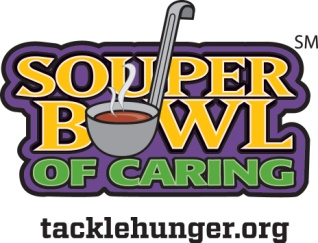 SM
SOUPER
BOWL
OF CARING
tacklehunger.org